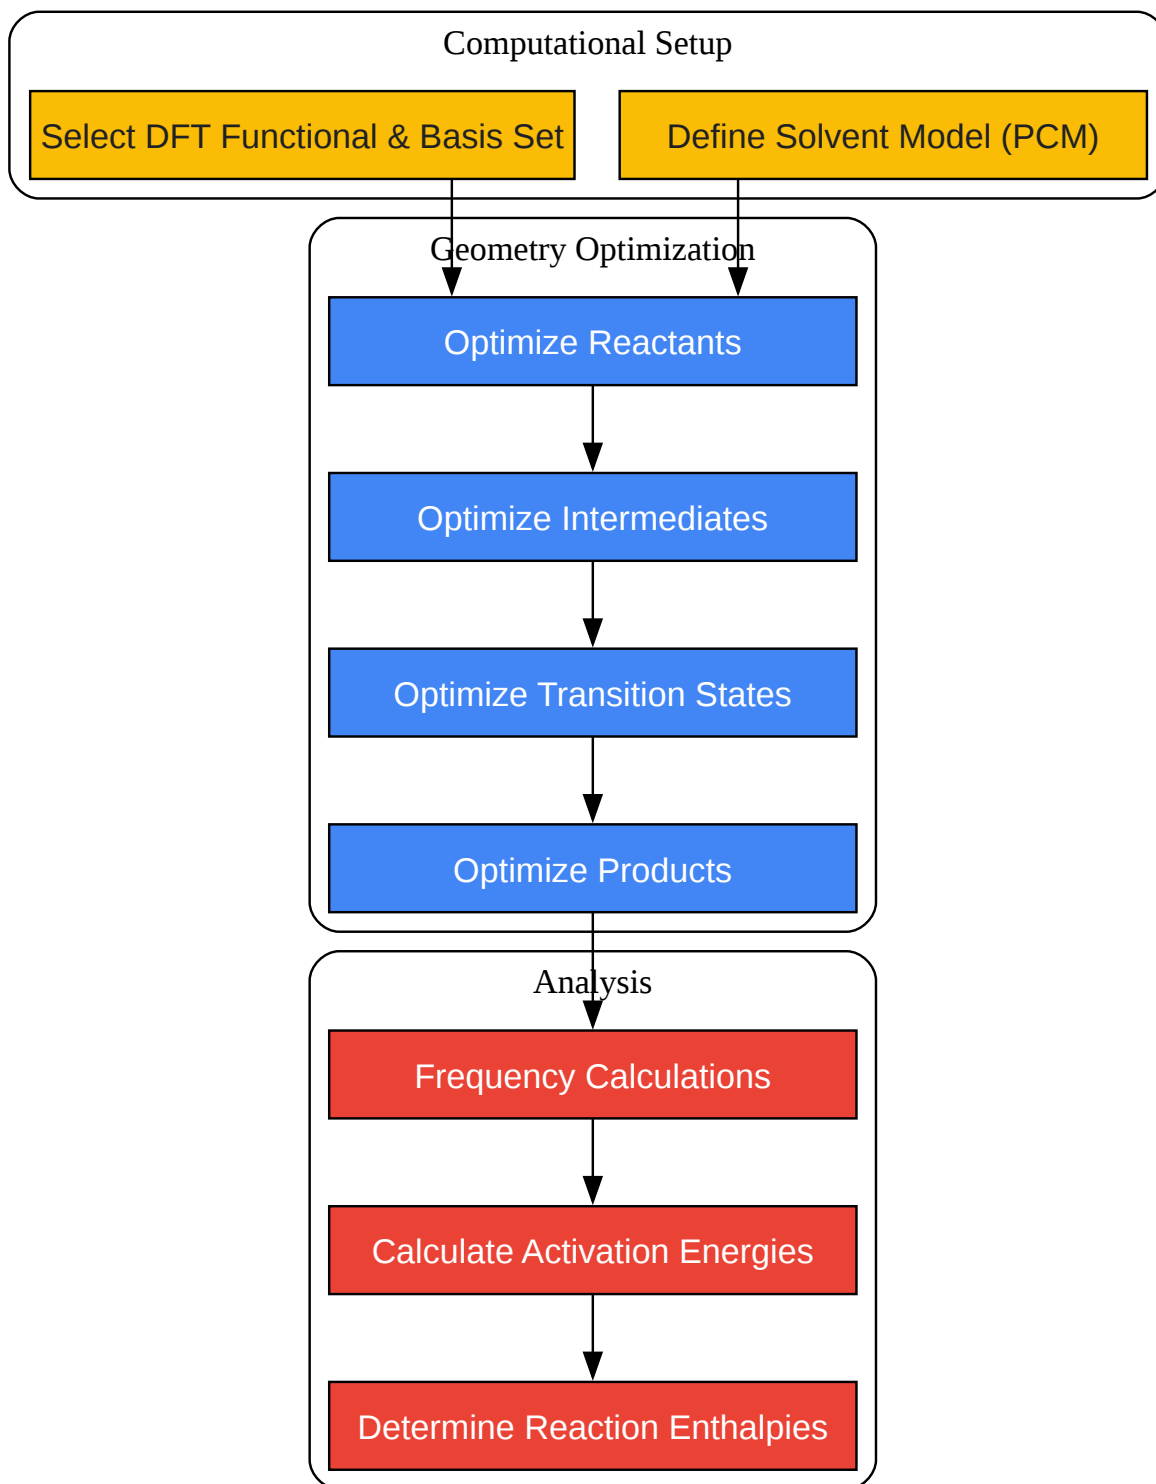 Computational Setup
Select DFT Functional & Basis Set
Define Solvent Model (PCM)
Geometry Optimization
Optimize Reactants
Optimize Intermediates
Optimize Transition States
Optimize Products
Analysis
Frequency Calculations
Calculate Activation Energies
Determine Reaction Enthalpies